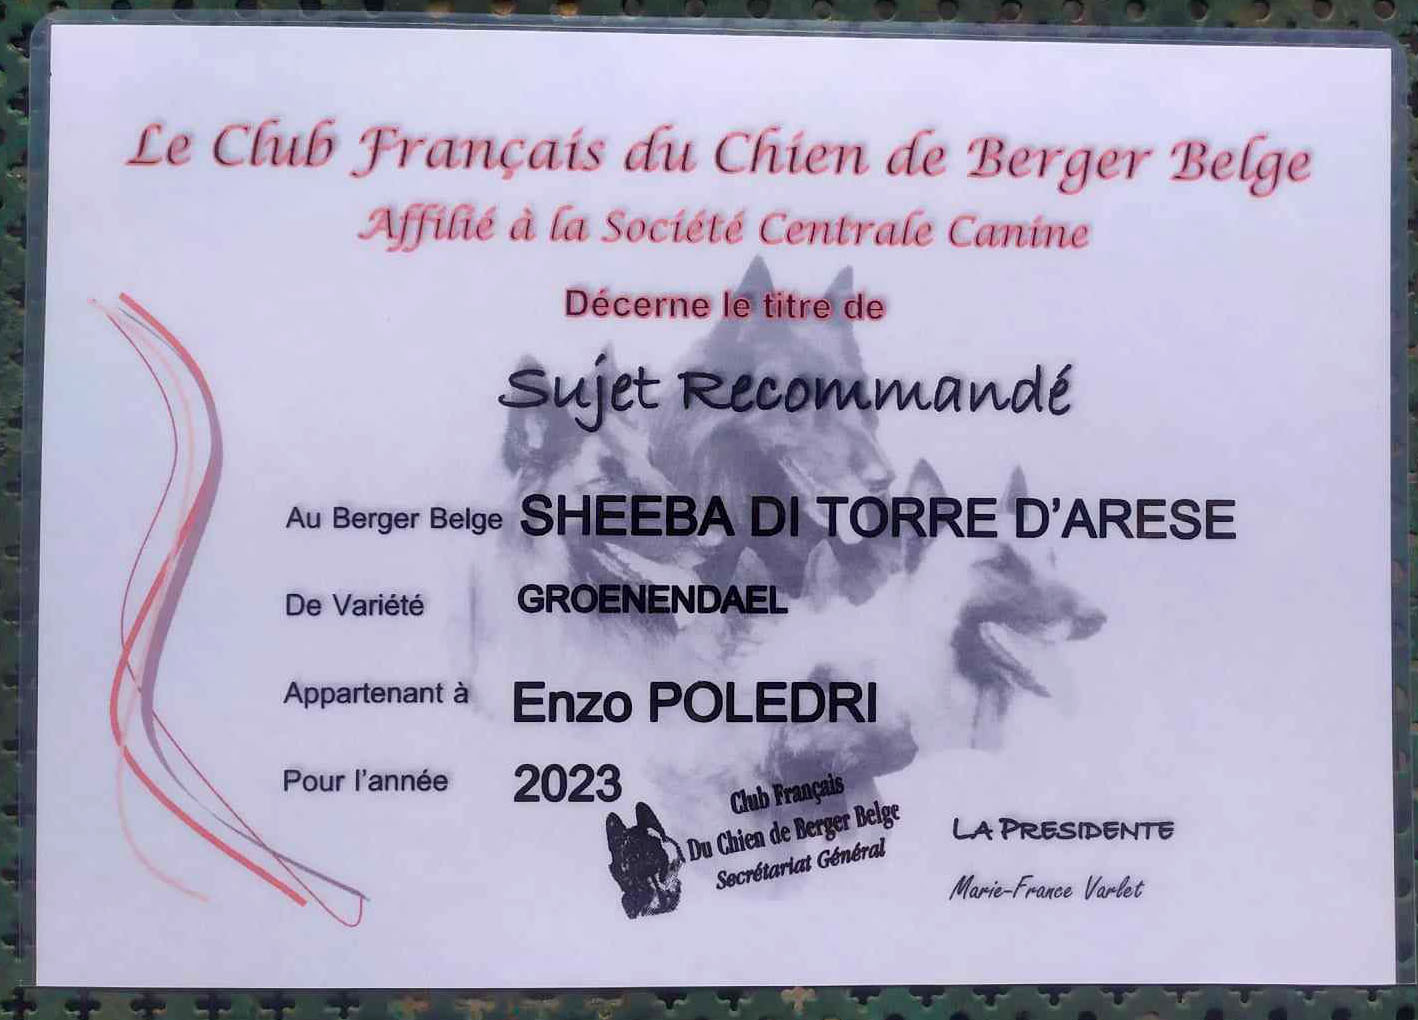 Le Club Français du Chien de Berger Belge
Affilié à la Société Centrale Canine
Décerne le titre de
Sujet Recommandé
Au Berger Belge SHEEBA DI TORRE D'ARESE
De Variété GROENENDAEL
Appartenant à Enzo POLEDRI
Pour l'année 2023
Club Français
Du Chien de Berger Belge
Secrétariat Général
LA PRESIDENTE
Marie-France Varlet